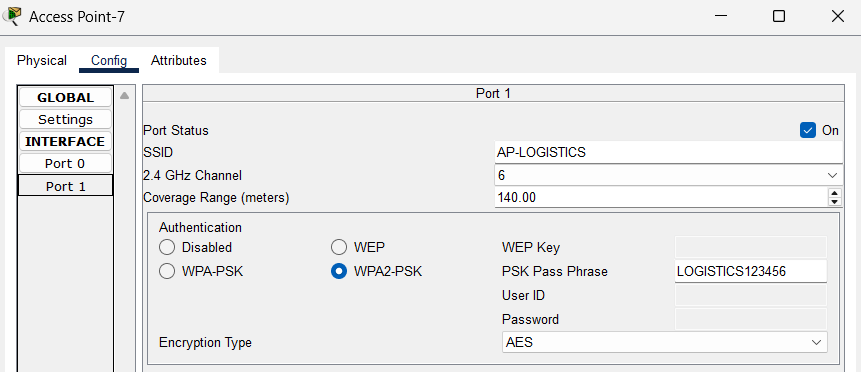 Access Point-7
Physical Config Attributes
GLOBAL
Settings
INTERFACE
Port 0
Port 1
Port 1
Port Status On
SSID AP-LOGISTICS
2.4 GHz Channel 6
Coverage Range (meters) 140.00
Authentication
Disabled WEP WEP Key
WPA-PSK WPA2-PSK PSK Pass Phrase LOGISTICS123456
User ID
Password
Encryption Type AES